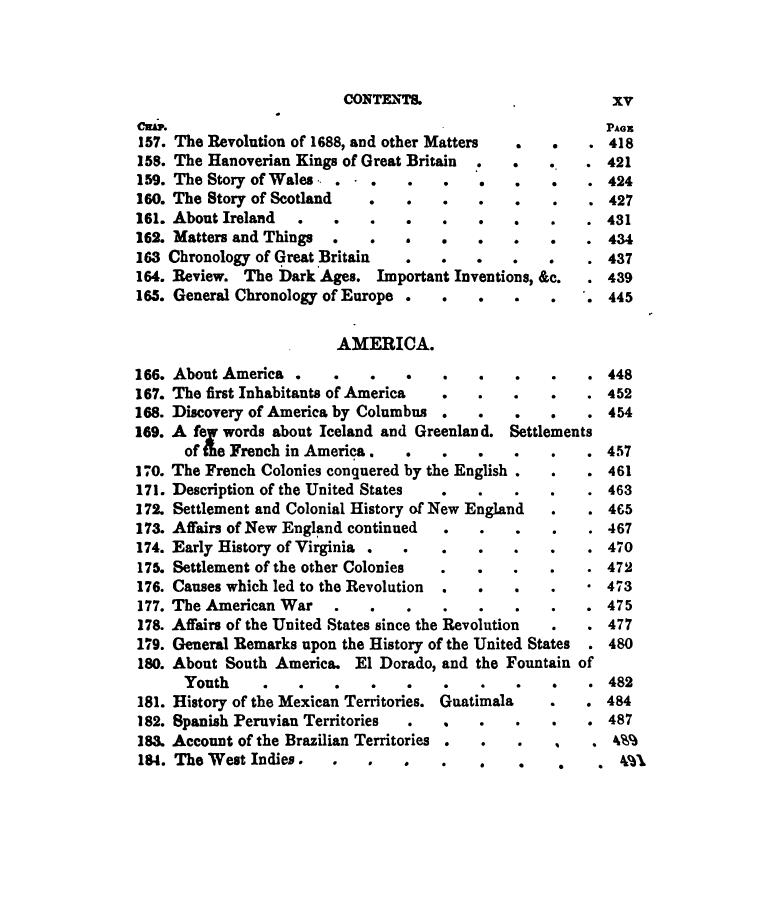 CONTENTS. XV
CHAP. PAGE
157. The Revolution of 1688, and other Matters . . . 418
158. The Hanoverian Kings of Great Britain . . . . 421
159. The Story of Wales . . . . . . . . 424
160. The Story of Scotland . . . . . . . 427
161. About Ireland . . . . . . . . . 431
162. Matters and Things . . . . . . . . 434
163 Chronology of Great Britain . . . . . . 437
164. Review. The Dark Ages. Important Inventions, &c. . 439
165. General Chronology of Europe . . . . . . 445
AMERICA.
166. About America . . . . . . . . . 448
167. The first Inhabitants of America . . . . . 452
168. Discovery of America by Columbus . . . . . 454
169. A few words about Iceland and Greenland. Settlements
of the French in America . . . . . . . 457
170. The French Colonies conquered by the English . . . 461
171. Description of the United States . . . . . 463
172. Settlement and Colonial History of New England . . 465
173. Affairs of New England continued . . . . . 467
174. Early History of Virginia . . . . . . . 470
175. Settlement of the other Colonies . . . . . 472
176. Causes which led to the Revolution . . . . . 473
177. The American War . . . . . . . . 475
178. Affairs of the United States since the Revolution . . 477
179. General Remarks upon the History of the United States . 480
180. About South America. El Dorado, and the Fountain of
Youth . . . . . . . . . . 482
181. History of the Mexican Territories. Guatimala . . 484
182. Spanish Peruvian Territories . . . . . . 487
183. Account of the Brazilian Territories . . . . . 489
184. The West Indies . . . . . . . . . 491